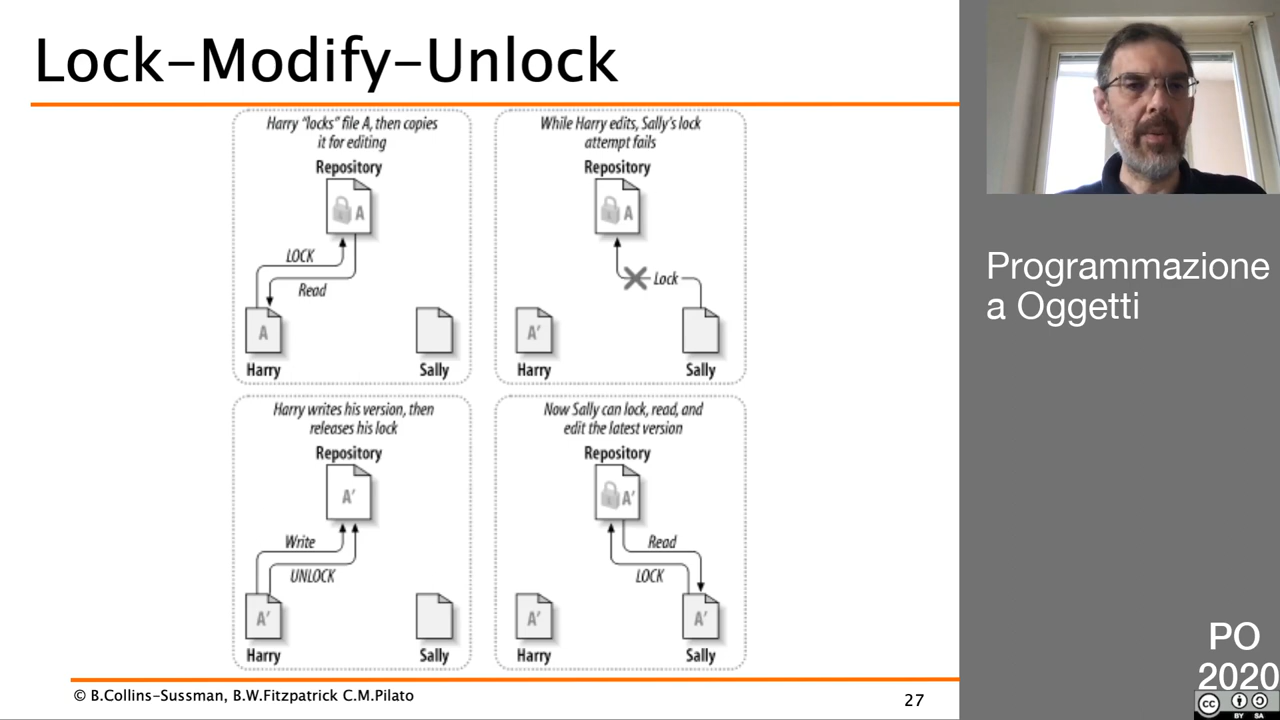 Lock-Modify-Unlock
Harry "locks" file A, then copies
it for editing
Repository
A
LOCK
Read
A
Harry
Sally
While Harry edits, Sally's lock
attempt fails
Repository
A
Lock
A'
Harry
Sally
Harry writes his version, then
releases his lock
Repository
A'
Write
UNLOCK
A'
Harry
Sally
Now Sally can lock, read, and
edit the latest version
Repository
A'
Read
LOCK
A'
A'
Harry
Sally
© B.Collins-Sussman, B.W.Fitzpatrick C.M.Pilato
27
Programmazione
a Oggetti
PO
2020
cc
BY SA